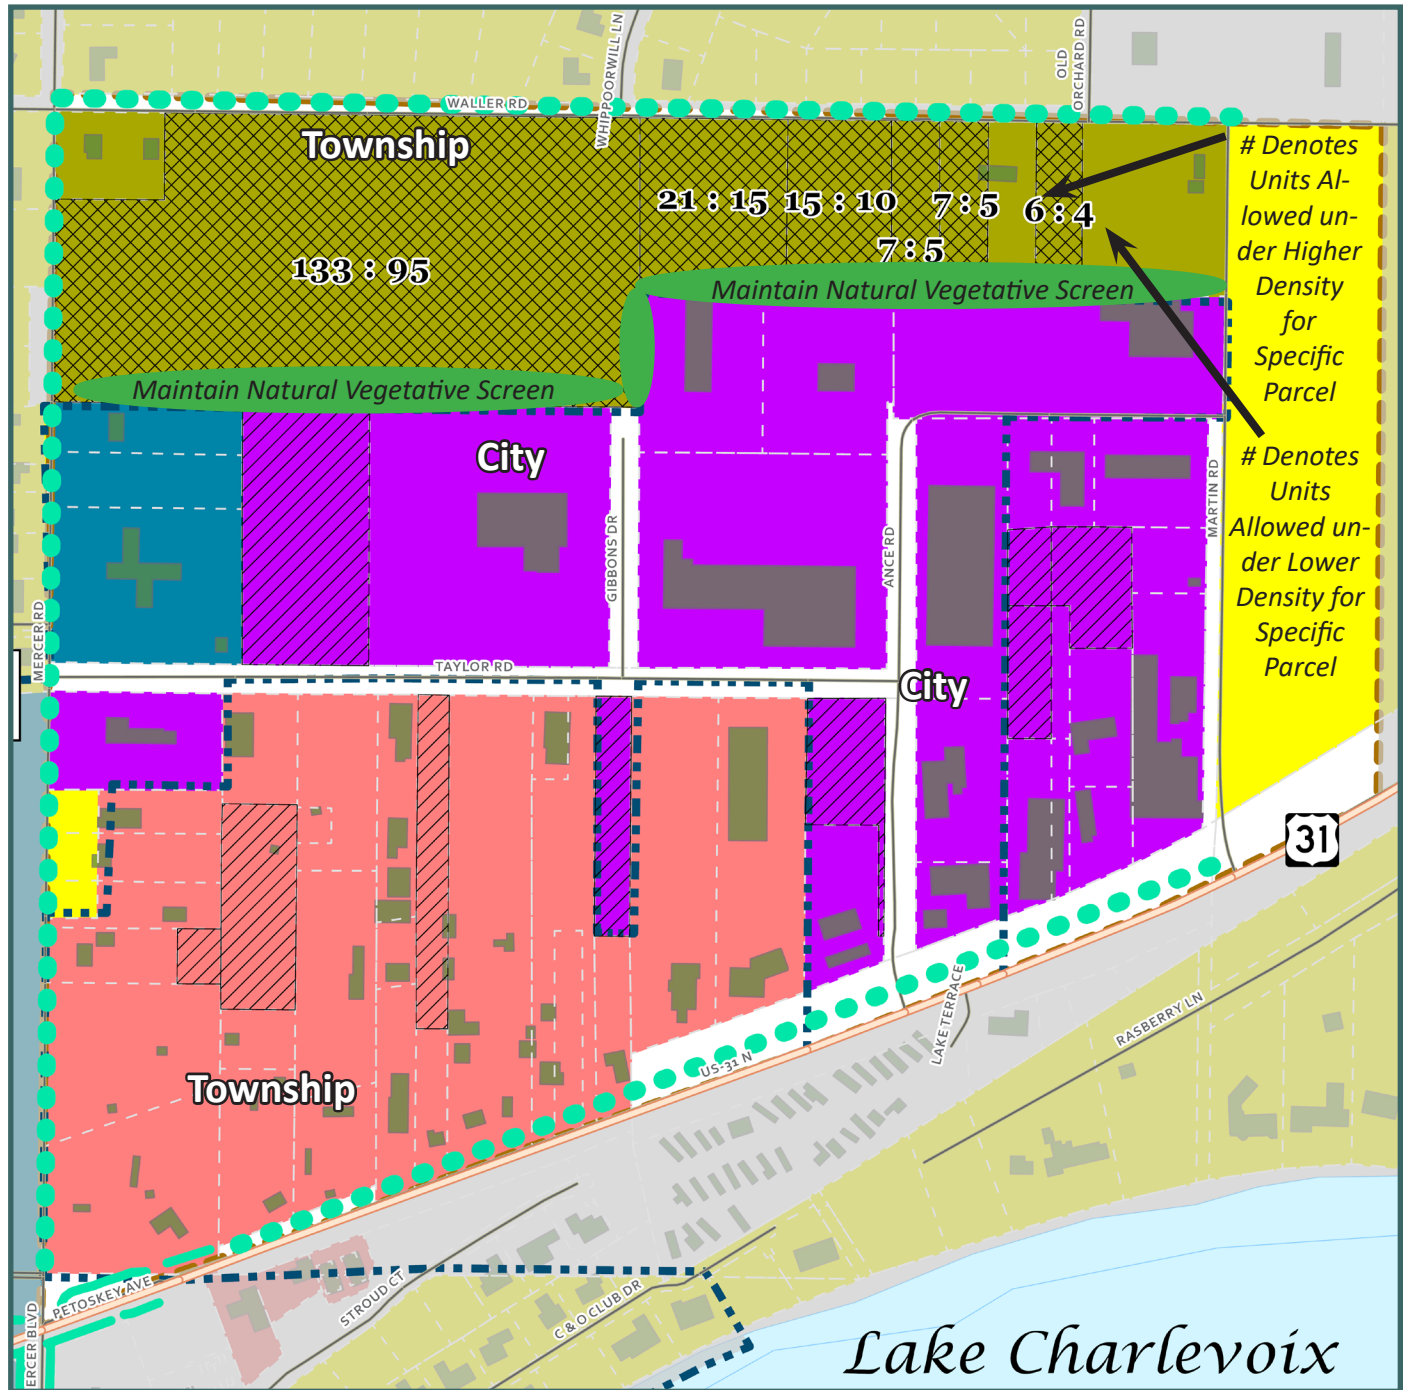 WHIPPOORWILL LN
OLD
ORCHARD RD
WALLER RD
Township
# Denotes
Units Al-
lowed un-
der Higher
Density
for
Specific
Parcel
21 : 15
15 : 10
7 : 5
6 : 4
7 : 5
133 : 95
Maintain Natural Vegetative Screen
Maintain Natural Vegetative Screen
City
# Denotes
Units
Allowed un-
der Lower
Density for
Specific
Parcel
MARTIN RD
GIBBONS DR
ANCE RD
MERCER RD
TAYLOR RD
City
31
LAKE TERRACE
RASBERRY LN
US-31 N
Township
PETOSKEY AVE
STROUD CT
C & O CLUB DR
ERCER BLVD
Lake Charlevoix